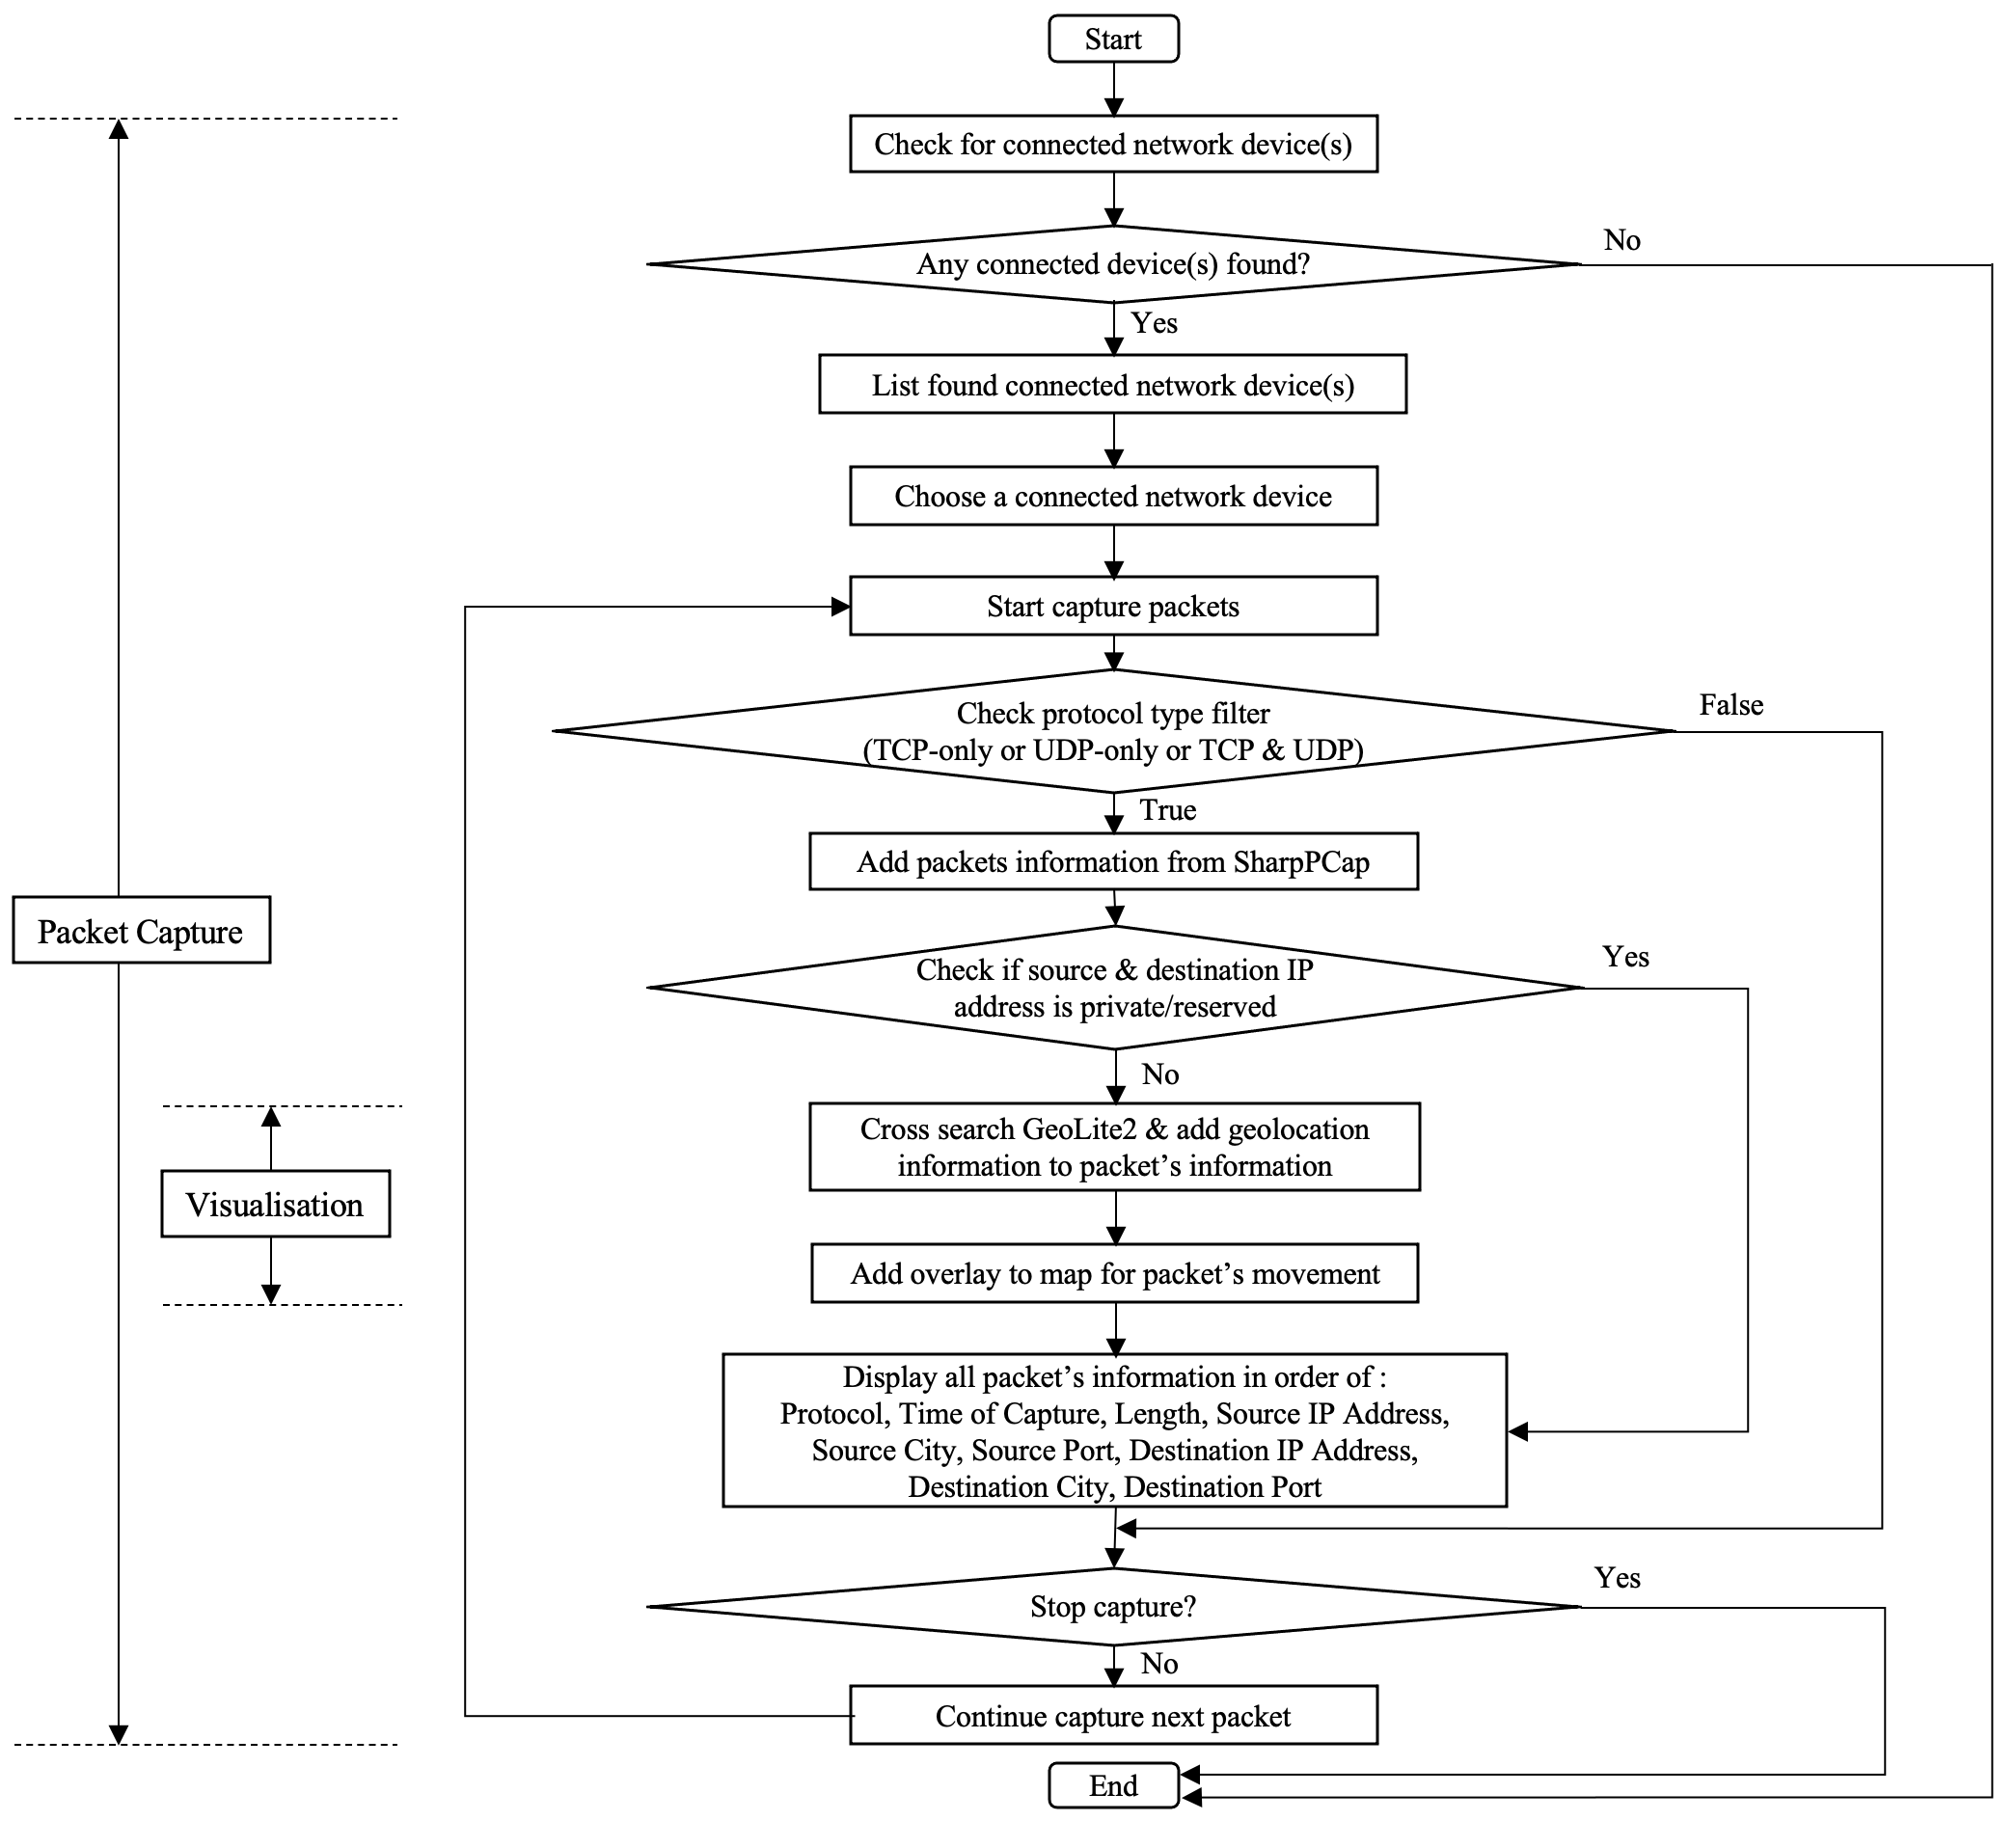 Start
Check for connected network device(s)
Any connected device(s) found?
No
Yes
List found connected network device(s)
Choose a connected network device
Start capture packets
Check protocol type filter
(TCP-only or UDP-only or TCP & UDP)
False
True
Add packets information from SharpPCap
Packet Capture
Check if source & destination IP
address is private/reserved
Yes
No
Cross search GeoLite2 & add geolocation
information to packet’s information
Visualisation
Add overlay to map for packet’s movement
Display all packet’s information in order of :
Protocol, Time of Capture, Length, Source IP Address,
Source City, Source Port, Destination IP Address,
Destination City, Destination Port
Stop capture?
Yes
No
Continue capture next packet
End